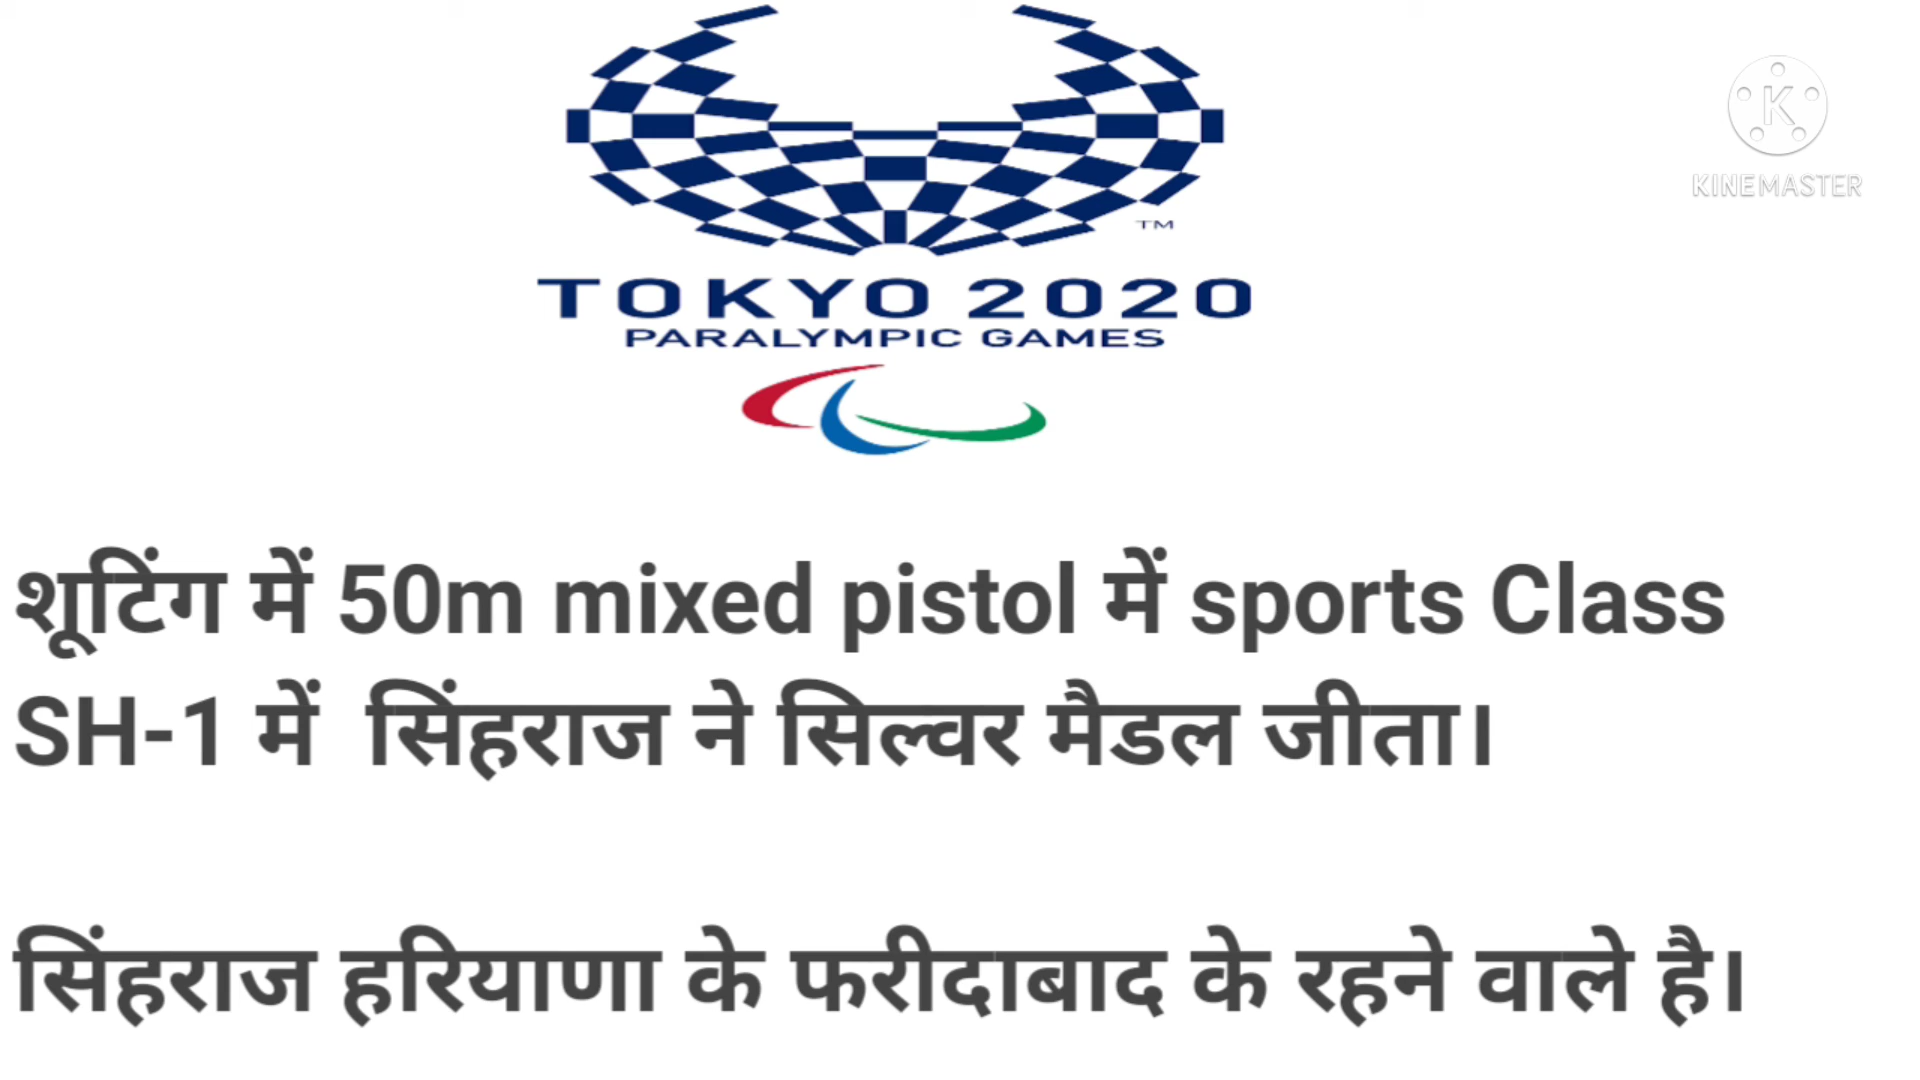 KINEMASTER
TM
TOKYO 2020
PARALYMPIC GAMES
शूटिंग में 50m mixed pistol में sports Class
SH-1 में सिंहराज ने सिल्वर मैडल जीता।
सिंहराज हरियाणा के फरीदाबाद के रहने वाले है।